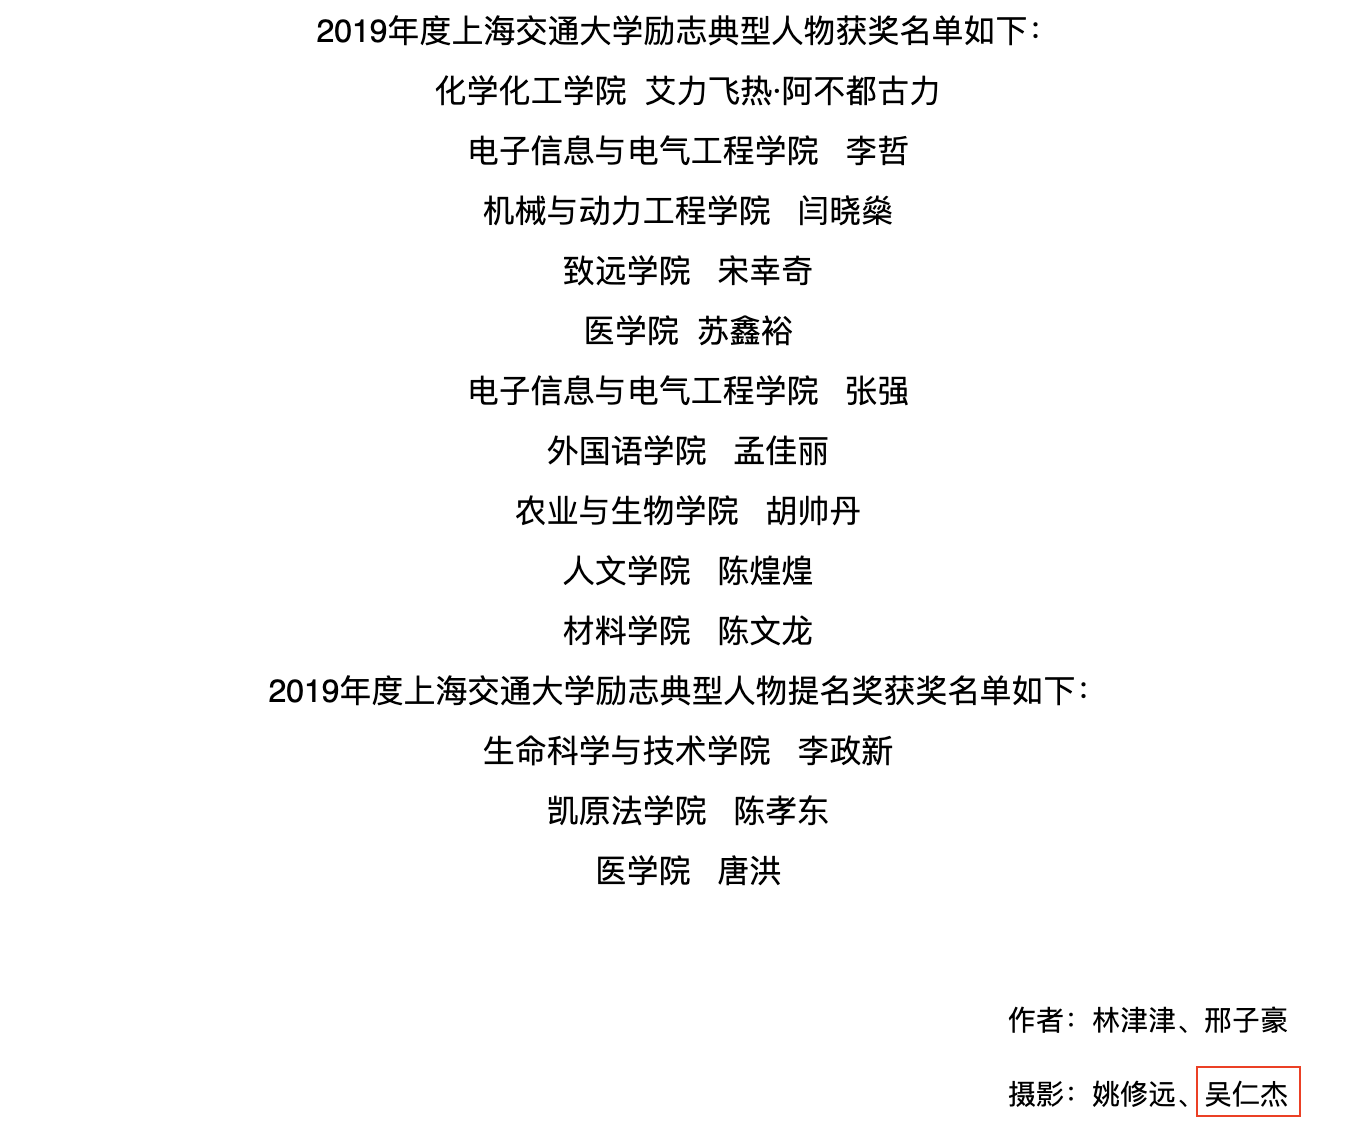 2019年度上海交通大学励志典型人物获奖名单如下：
化学化工学院 艾力飞热·阿不都古力
电子信息与电气工程学院 李哲
机械与动力工程学院 闫晓燊
致远学院 宋幸奇
医学院 苏鑫裕
电子信息与电气工程学院 张强
外国语学院 孟佳丽
农业与生物学院 胡帅丹
人文学院 陈煌煌
材料学院 陈文龙
2019年度上海交通大学励志典型人物提名奖获奖名单如下：
生命科学与技术学院 李政新
凯原法学院 陈孝东
医学院 唐洪
作者：林津津、邢子豪
摄影：姚修远、吴仁杰